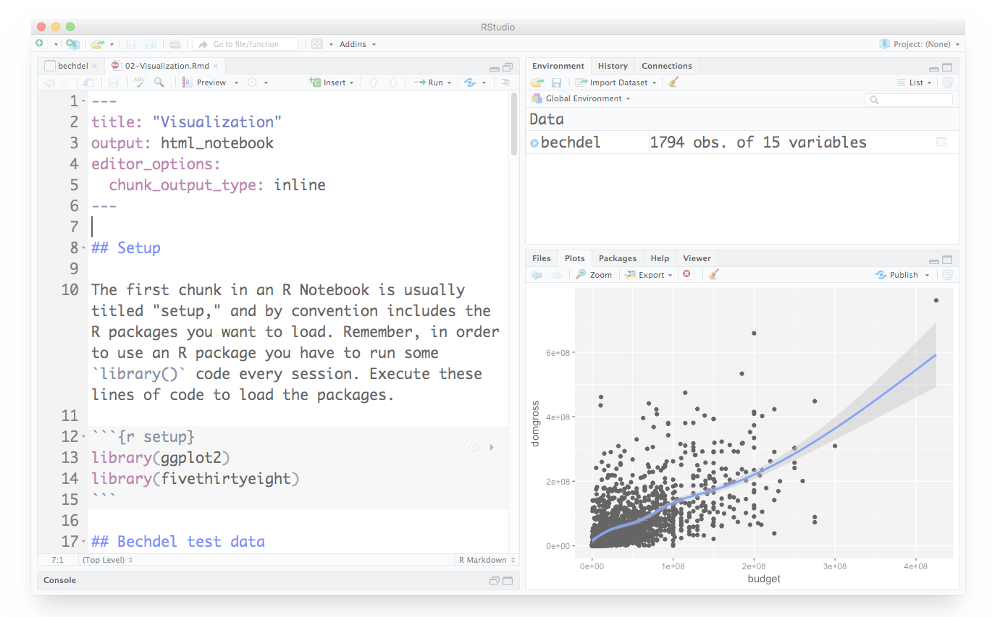 RStudio
Go to file/function
Addins
Project: (None)
bechdel
02-Visualization.Rmd
ABC
Preview
Insert
Run
1 ---
2 title: "Visualization"
3 output: html_notebook
4 editor_options:
5   chunk_output_type: inline
6 ---
7
8 ## Setup
9
10 The first chunk in an R Notebook is usually
titled "setup," and by convention includes the
R packages you want to load. Remember, in order
to use an R package you have to run some
`library()` code every session. Execute these
lines of code to load the packages.
11
12 ```{r setup}
13 library(ggplot2)
14 library(fivethirtyeight)
15 ```
16
17 ## Bechdel test data
7:1 (Top Level) R Markdown
Console
Environment History Connections
Import Dataset List
Global Environment
Data
bechdel 1794 obs. of 15 variables
Files Plots Packages Help Viewer
Zoom Export Publish
domgross
6e+08
4e+08
2e+08
0e+00
0e+00 1e+08 2e+08 3e+08 4e+08
budget